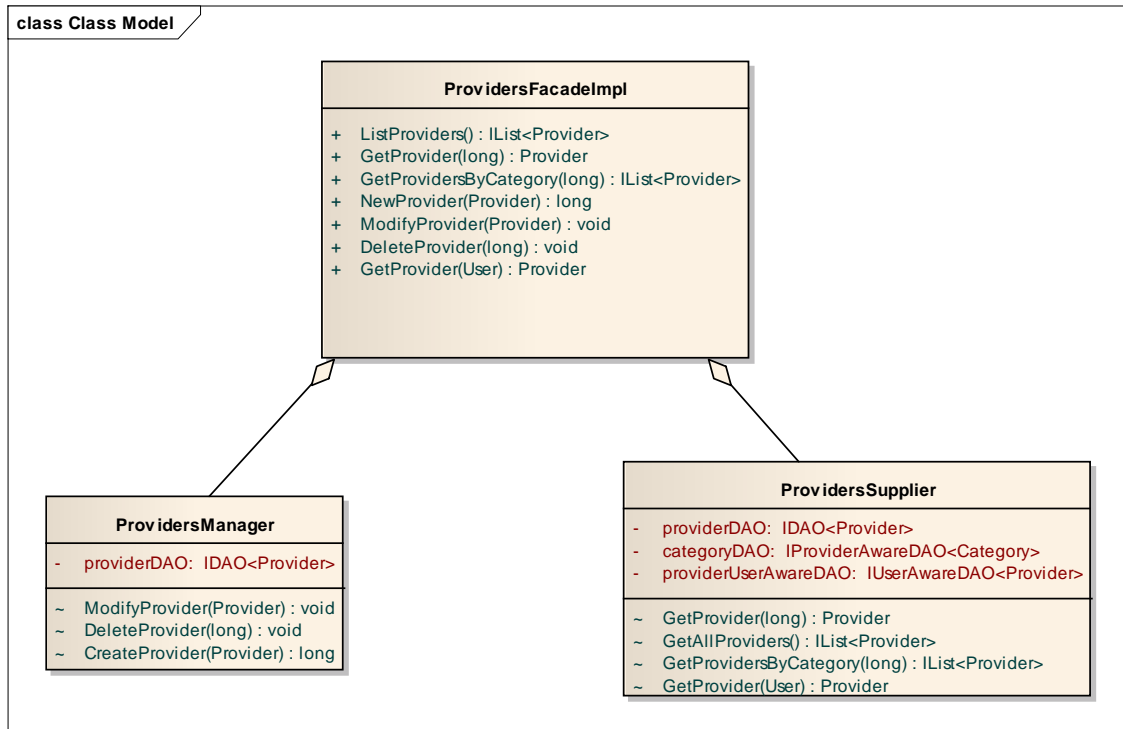 class Class Model
ProvidersFacadeImpl
+ ListProviders() : IList<Provider>
+ GetProvider(long) : Provider
+ GetProvidersByCategory(long) : IList<Provider>
+ NewProvider(Provider) : long
+ ModifyProvider(Provider) : void
+ DeleteProvider(long) : void
+ GetProvider(User) : Provider
ProvidersManager
- providerDAO: IDAO<Provider>
~ ModifyProvider(Provider) : void
~ DeleteProvider(long) : void
~ CreateProvider(Provider) : long
ProvidersSupplier
- providerDAO: IDAO<Provider>
- categoryDAO: IProviderAwareDAO<Category>
- providerUserAwareDAO: IUserAwareDAO<Provider>
~ GetProvider(long) : Provider
~ GetAllProviders() : IList<Provider>
~ GetProvidersByCategory(long) : IList<Provider>
~ GetProvider(User) : Provider